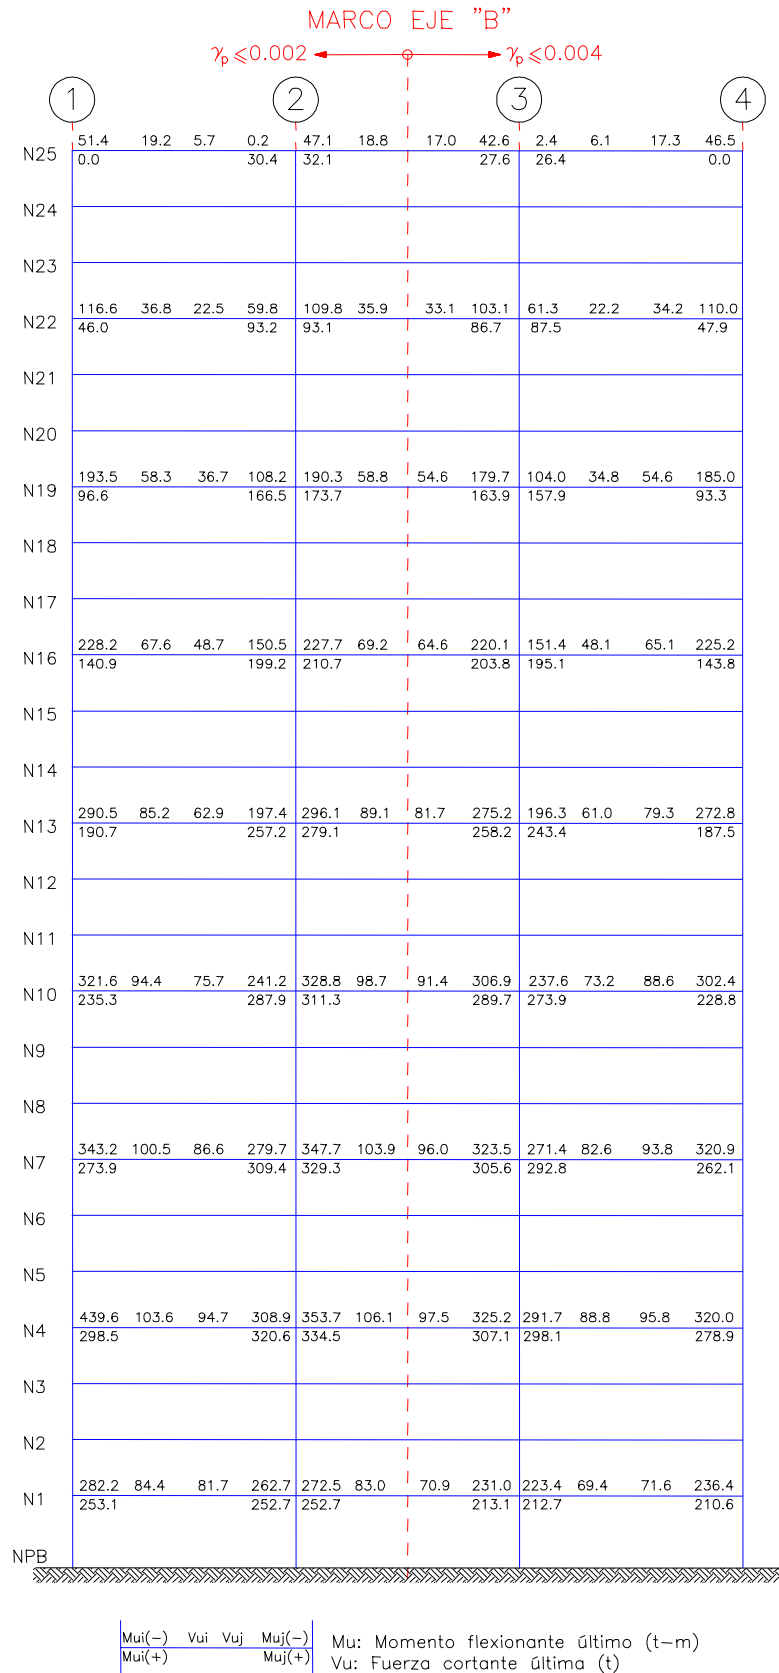 MARCO EJE "B"
γp ≤0.002 γp ≤0.004
1 2 3 4
51.4 19.2 5.7 0.2 47.1 18.8 17.0 42.6 2.4 6.1 17.3 46.5
N25 0.0 30.4 32.1 27.6 26.4 0.0
N24
N23
116.6 36.8 22.5 59.8 109.8 35.9 33.1 103.1 61.3 22.2 34.2 110.0
N22 46.0 93.2 93.1 86.7 87.5 47.9
N21
N20
193.5 58.3 36.7 108.2 190.3 58.8 54.6 179.7 104.0 34.8 54.6 185.0
N19 96.6 166.5 173.7 163.9 157.9 93.3
N18
N17
228.2 67.6 48.7 150.5 227.7 69.2 64.6 220.1 151.4 48.1 65.1 225.2
N16 140.9 199.2 210.7 203.8 195.1 143.8
N15
N14
290.5 85.2 62.9 197.4 296.1 89.1 81.7 275.2 196.3 61.0 79.3 272.8
N13 190.7 257.2 279.1 258.2 243.4 187.5
N12
N11
321.6 94.4 75.7 241.2 328.8 98.7 91.4 306.9 237.6 73.2 88.6 302.4
N10 235.3 287.9 311.3 289.7 273.9 228.8
N9
N8
343.2 100.5 86.6 279.7 347.7 103.9 96.0 323.5 271.4 82.6 93.8 320.9
N7 273.9 309.4 329.3 305.6 292.8 262.1
N6
N5
439.6 103.6 94.7 308.9 353.7 106.1 97.5 325.2 291.7 88.8 95.8 320.0
N4 298.5 320.6 334.5 307.1 298.1 278.9
N3
N2
282.2 84.4 81.7 262.7 272.5 83.0 70.9 231.0 223.4 69.4 71.6 236.4
N1 253.1 252.7 252.7 213.1 212.7 210.6
NPB
Mui(-) Vui Vuj Muj(-) Mu: Momento flexionante último (t-m)
Mui(+) Muj(+) Vu: Fuerza cortante última (t)